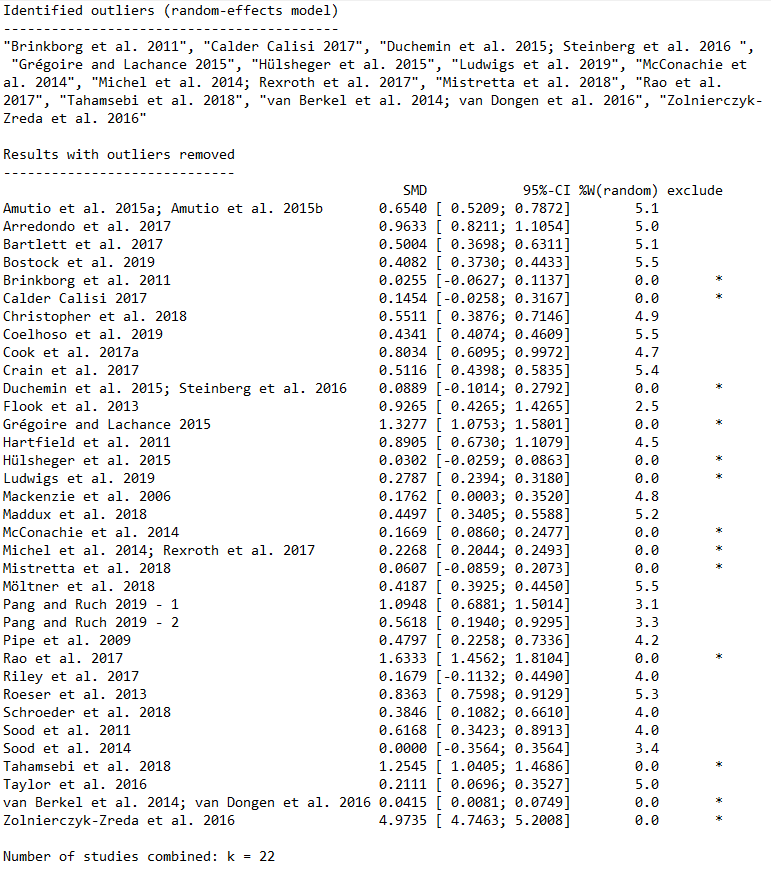 Identified outliers (random-effects model)
-----------------------------------------
"Brinkborg et al. 2011", "Calder Calisi 2017", "Duchemin et al. 2015; Steinberg et al. 2016 ",
"Grégoire and Lachance 2015", "Hülsheger et al. 2015", "Ludwigs et al. 2019", "McConachie et
al. 2014", "Michel et al. 2014; Rexroth et al. 2017", "Mistretta et al. 2018", "Rao et al.
2017", "Tahamsebi et al. 2018", "van Berkel et al. 2014; van Dongen et al. 2016", "Zolnierczyk-
Zreda et al. 2016"

Results with outliers removed
----------------------------
SMD 95%-CI %W(random) exclude
Amutio et al. 2015a; Amutio et al. 2015b 0.6540 [ 0.5209; 0.7872] 5.1
Arredondo et al. 2017 0.9633 [ 0.8211; 1.1054] 5.0
Bartlett et al. 2017 0.5004 [ 0.3698; 0.6311] 5.1
Bostock et al. 2019 0.4082 [ 0.3730; 0.4433] 5.5
Brinkborg et al. 2011 0.0255 [-0.0627; 0.1137] 0.0 *
Calder Calisi 2017 0.1454 [-0.0258; 0.3167] 0.0 *
Christopher et al. 2018 0.5511 [ 0.3876; 0.7146] 4.9
Coelhoso et al. 2019 0.4341 [ 0.4074; 0.4609] 5.5
Cook et al. 2017a 0.8034 [ 0.6095; 0.9972] 4.7
Crain et al. 2017 0.5116 [ 0.4398; 0.5835] 5.4
Duchemin et al. 2015; Steinberg et al. 2016 0.0889 [-0.1014; 0.2792] 0.0 *
Flook et al. 2013 0.9265 [ 0.4265; 1.4265] 2.5
Grégoire and Lachance 2015 1.3277 [ 1.0753; 1.5801] 0.0 *
Hartfield et al. 2011 0.8905 [ 0.6730; 1.1079] 4.5
Hülsheger et al. 2015 0.0302 [-0.0259; 0.0863] 0.0 *
Ludwigs et al. 2019 0.2787 [ 0.2394; 0.3180] 0.0 *
Mackenzie et al. 2006 0.1762 [ 0.0003; 0.3520] 4.8
Maddux et al. 2018 0.4497 [ 0.3405; 0.5588] 5.2
McConachie et al. 2014 0.1669 [ 0.0860; 0.2477] 0.0 *
Michel et al. 2014; Rexroth et al. 2017 0.2268 [ 0.2044; 0.2493] 0.0 *
Mistretta et al. 2018 0.0607 [-0.0859; 0.2073] 0.0 *
Möltner et al. 2018 0.4187 [ 0.3925; 0.4450] 5.5
Pang and Ruch 2019 - 1 1.0948 [ 0.6881; 1.5014] 3.1
Pang and Ruch 2019 - 2 0.5618 [ 0.1940; 0.9295] 3.3
Pipe et al. 2009 0.4797 [ 0.2258; 0.7336] 4.2
Rao et al. 2017 1.6333 [ 1.4562; 1.8104] 0.0 *
Riley et al. 2017 0.1679 [-0.1132; 0.4490] 4.0
Roeser et al. 2013 0.8363 [ 0.7598; 0.9129] 5.3
Schroeder et al. 2018 0.3846 [ 0.1082; 0.6610] 4.0
Sood et al. 2011 0.6168 [ 0.3423; 0.8913] 4.0
Sood et al. 2014 0.0000 [-0.3564; 0.3564] 3.4
Tahamsebi et al. 2018 1.2545 [ 1.0405; 1.4686] 0.0 *
Taylor et al. 2016 0.2111 [ 0.0696; 0.3527] 5.0
van Berkel et al. 2014; van Dongen et al. 2016 0.0415 [ 0.0081; 0.0749] 0.0 *
Zolnierczyk-Zreda et al. 2016 4.9735 [ 4.7463; 5.2008] 0.0 *

Number of studies combined: k = 22